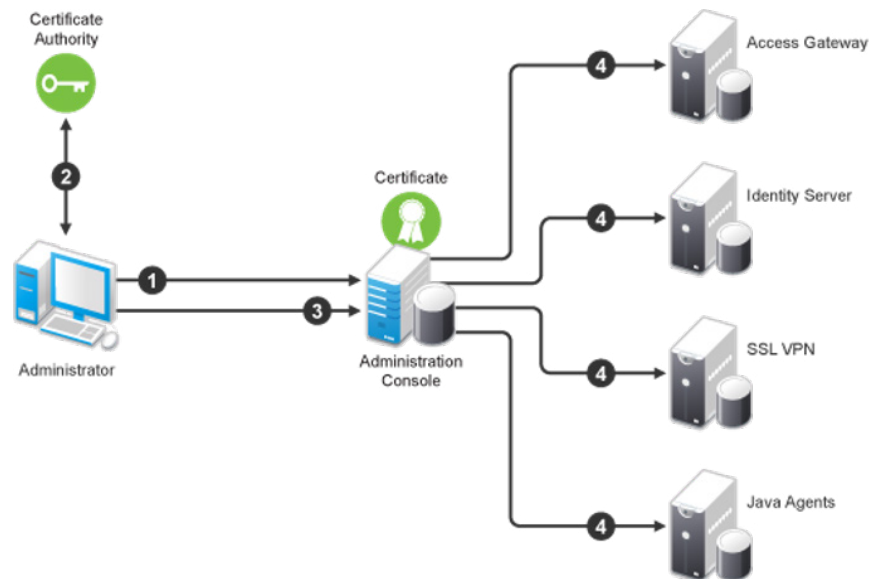 Certificate
Authority
2
Administrator
1
3
Certificate
Administration
Console
4
Access Gateway
4
Identity Server
4
SSL VPN
4
Java Agents